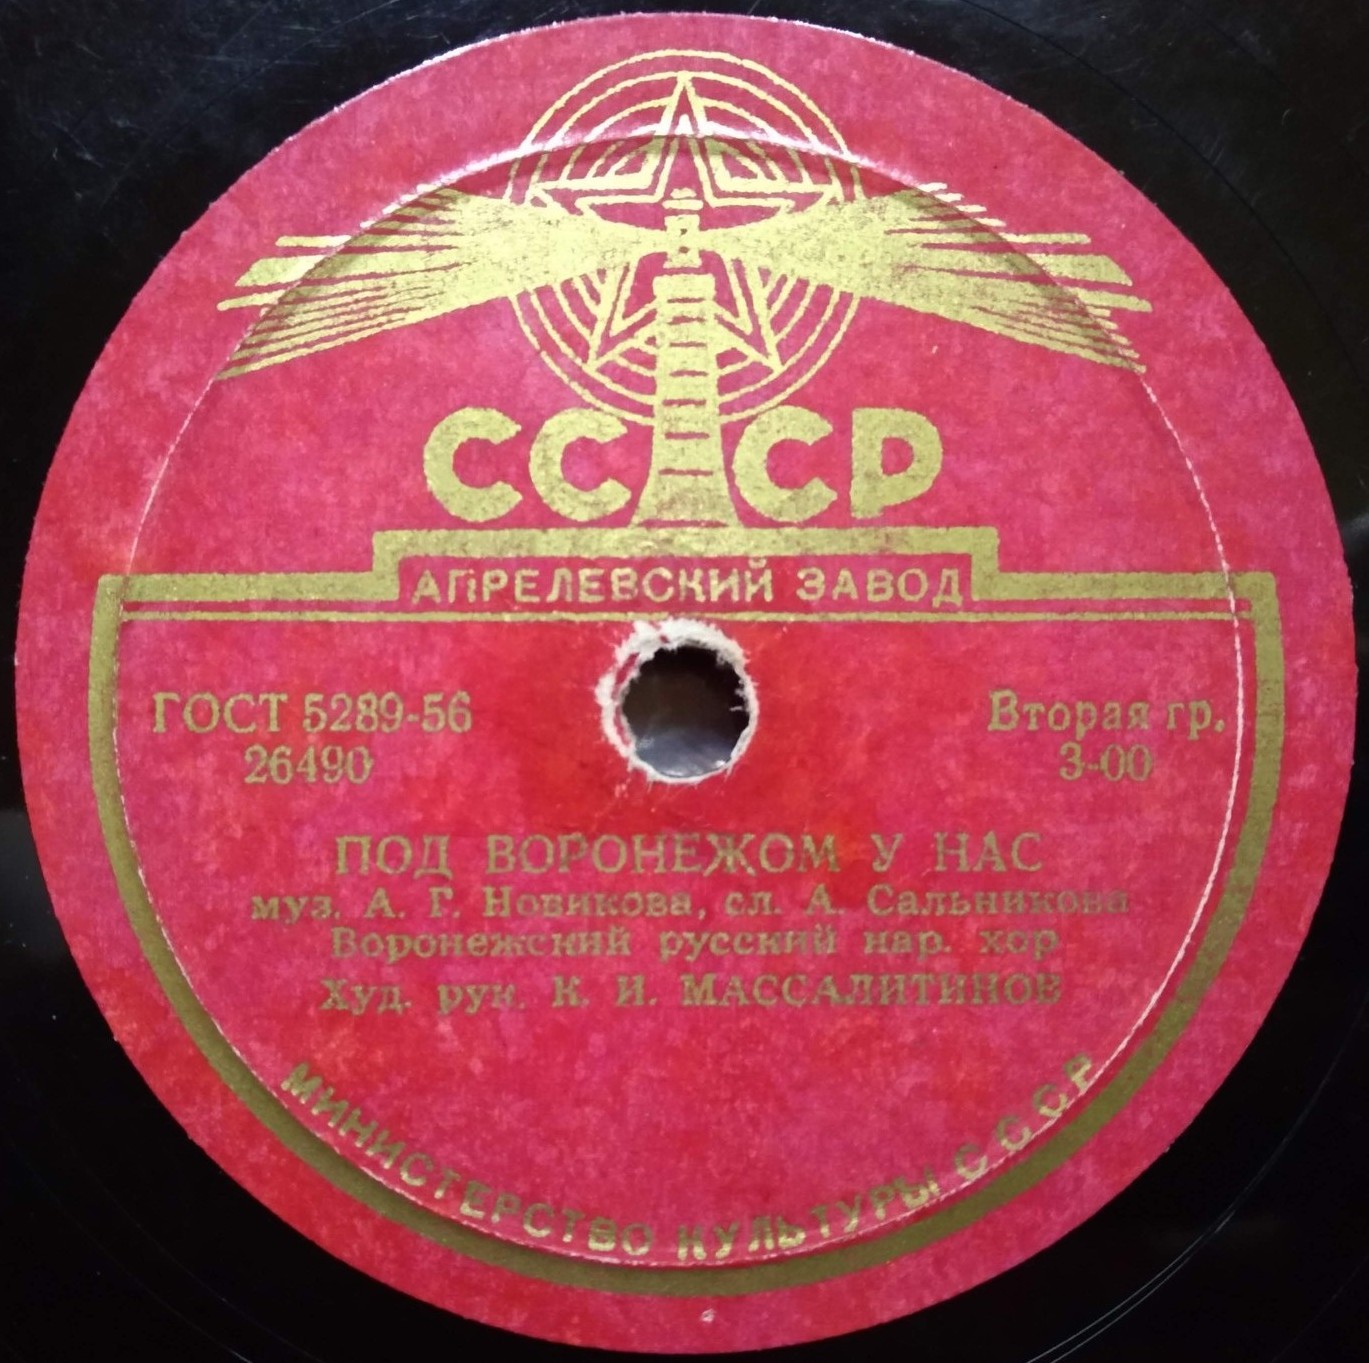 СССР
АПРЕЛЕВСКИЙ ЗАВОД
ГОСТ 5289-56
26490
Вторая гр.
3-00
ПОД ВОРОНЕЖОМ У НАС
муз. А. Г. Новикова, сл. А. Сальникова
Воронежский русский нар. хор
Худ. рук. К. И. МАССАЛИТИНОВ
МИНИСТЕРСТВО КУЛЬТУРЫ СССР